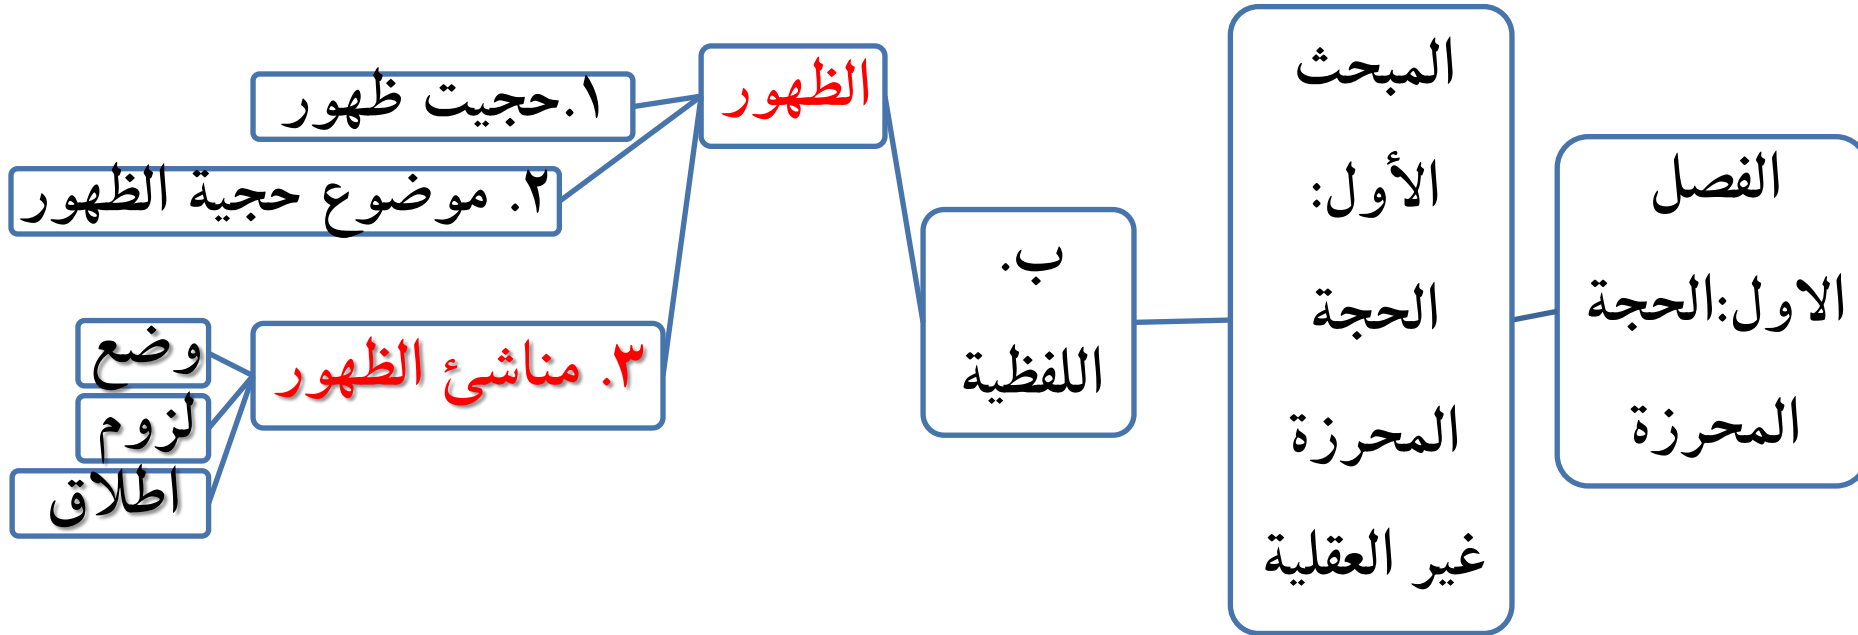 الفصل
الاول:الحجة
المحرزة
المبحث
الأول:
الحجة
المحرزة
غير العقلية
ب.
اللفظية
الظهور
١.حجيت ظهور
٢. موضوع حجية الظهور
٣. مناشئ الظهور
وضع
لزوم
اطلاق